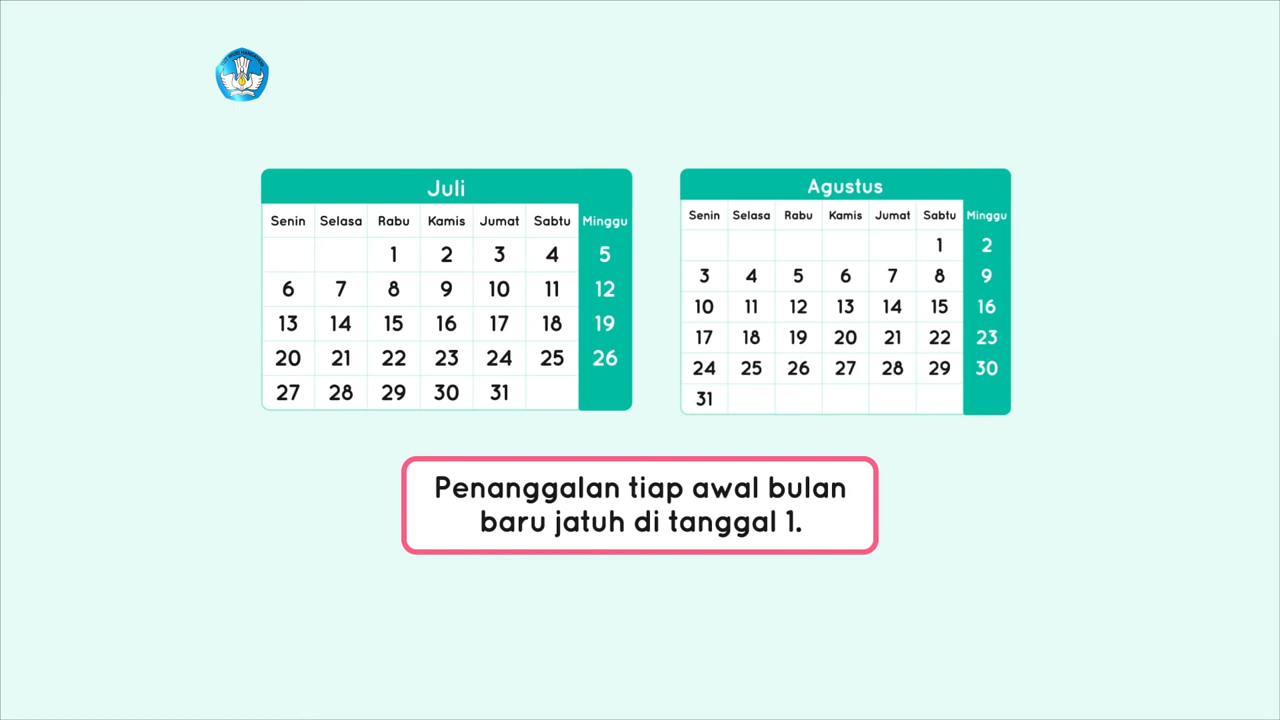 Juli
Senin Selasa Rabu Kamis Jumat Sabtu Minggu
1 2 3 4 5
6 7 8 9 10 11 12
13 14 15 16 17 18 19
20 21 22 23 24 25 26
27 28 29 30 31
Agustus
Senin Selasa Rabu Kamis Jumat Sabtu Minggu
1 2
3 4 5 6 7 8 9
10 11 12 13 14 15 16
17 18 19 20 21 22 23
24 25 26 27 28 29 30
31
Penanggalan tiap awal bulan
baru jatuh di tanggal 1.